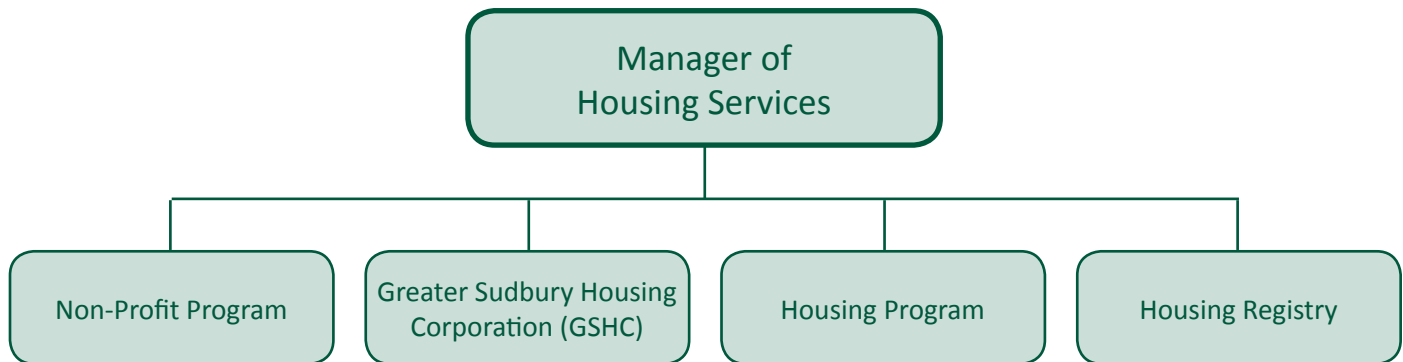 Manager of
Housing Services
Non-Profit Program
Greater Sudbury Housing
Corporation (GSHC)
Housing Program
Housing Registry